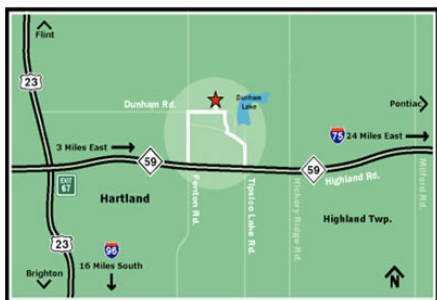 Flint
23
Dunham Rd.
Dunham
Lake
Pontiac
75
24 Miles East
3 Miles East
59
59
Highland Rd.
EXIT
67
Hartland
Fenton Rd.
Tipsico Lake Rd.
Hickory Ridge Rd.
Milford Rd.
Highland Twp.
23
96
16 Miles South
Brighton
N